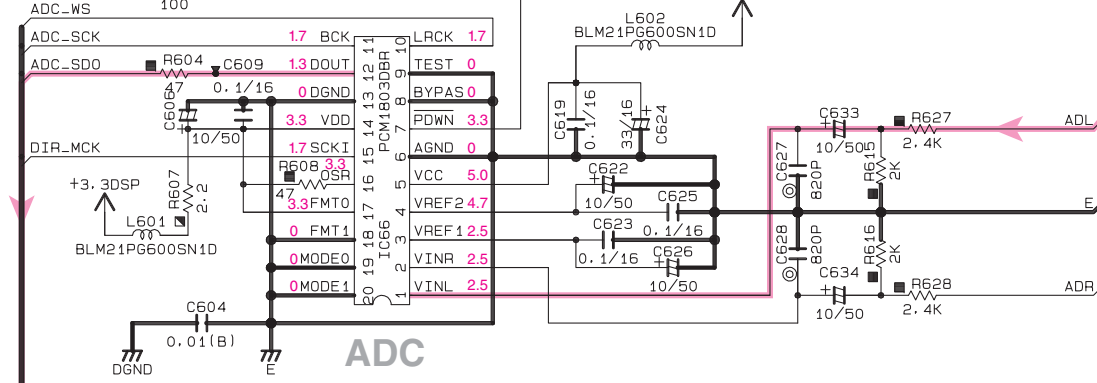 ADC_WS
100
ADC_SCK
1.7 BCK 11
10 LRCK 1.7
L602
BLM21PG600SN1D
ADC_SDO
R604
47
C609
0.1/16
1.3 DOUT 12
9 TEST 0
C606
10/50
0 DGND 13
8 BYPAS 0
3.3 VDD 14
7 PDWN 3.3
C619
0.1/16
33/16
C624
DIR_MCK
1.7 SCKI 15
6 AGND 0
R608
47
3.3
OSR 16
5 VCC 5.0
3.3 FMT0 17
4 VREF2 4.7
0 FMT1 18
3 VREF1 2.5
0 MODE0 19
2 VINR 2.5
0 MODE1 20
1 VINL 2.5
PCM1803DBR
IC66
+3.3DSP
R607
2.2
L601
BLM21PG600SN1D
C622
10/50
C625
0.1/16
C623
0.1/16
C626
10/50
C633
10/50
R627
2.4K
ADL
C627
820P
R615
2K
E
C628
820P
R616
2K
C634
10/50
R628
2.4K
ADR
C604
0.01(B)
DGND
E
ADC